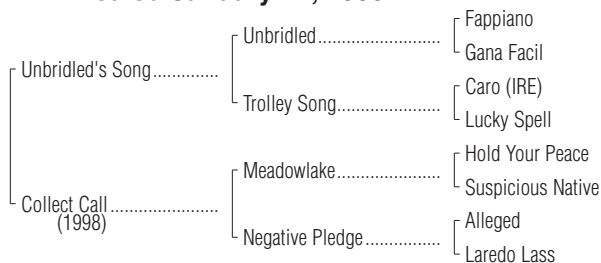 Unbridled............................ Fappiano
Gana Facil
Unbridled's Song..............
Trolley Song....................... Caro (IRE)
Lucky Spell
Meadowlake....................... Hold Your Peace
Suspicious Native
Collect Call.......................
(1998)
Negative Pledge................ Alleged
Laredo Lass